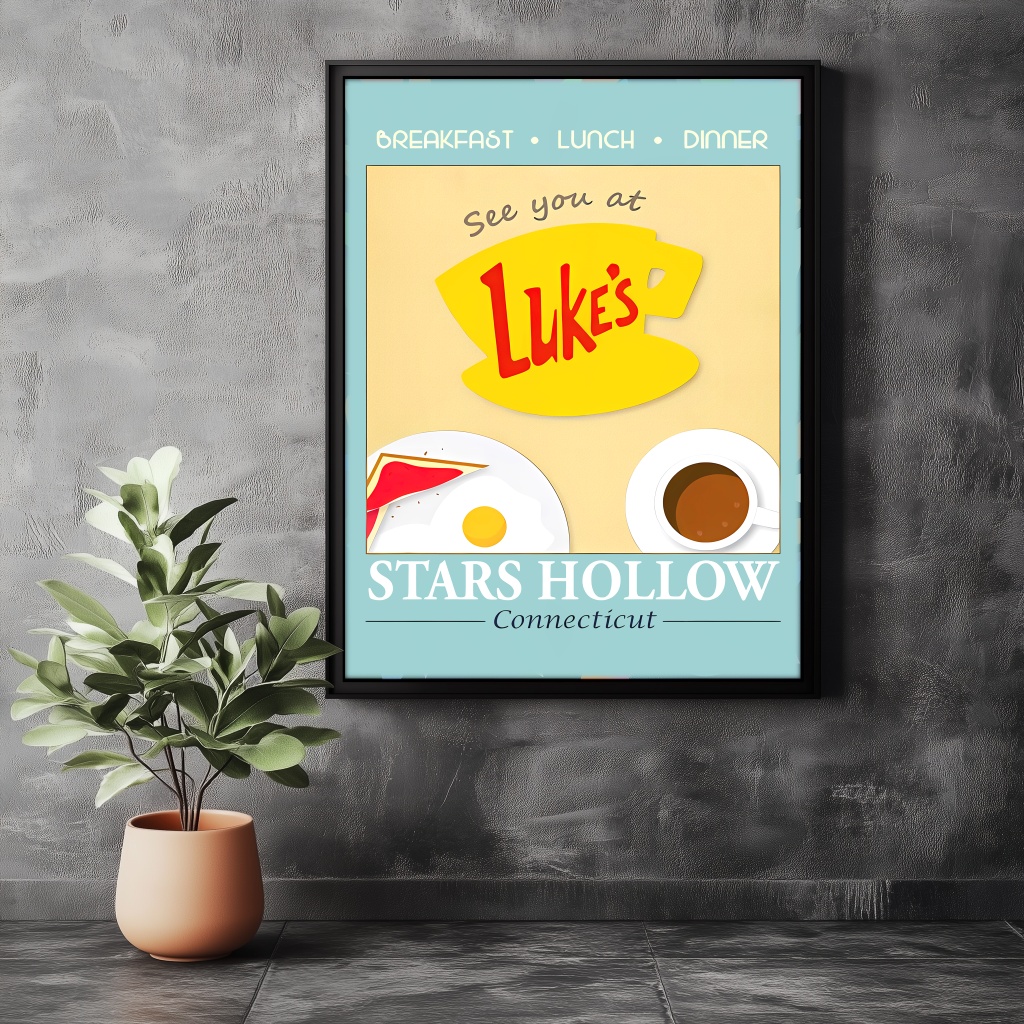 BREAKFAST • LUNCH • DINNER
See you at
LUKE'S
STARS HOLLOW
Connecticut